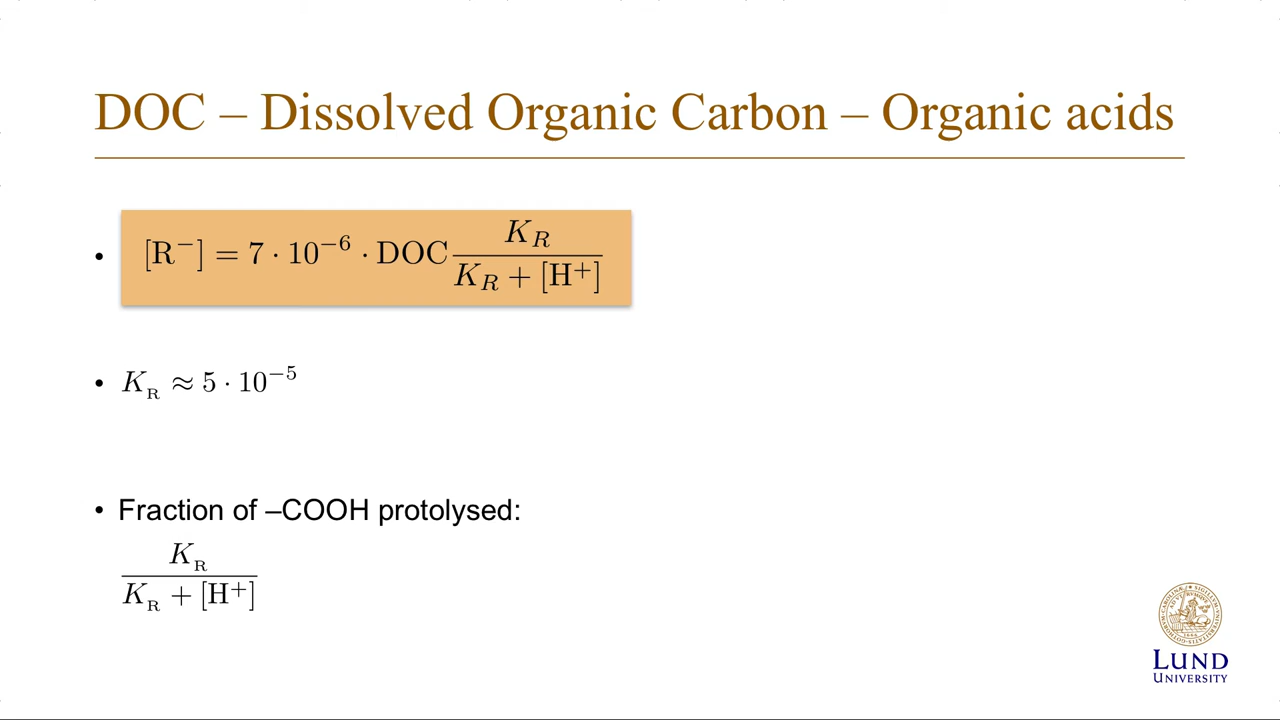 DOC – Dissolved Organic Carbon – Organic acids
• [R⁻] = 7 · 10⁻⁶ · DOC K_R / (K_R + [H⁺])
• K_R ≈ 5 · 10⁻⁵
• Fraction of –COOH protolysed:
K_R / (K_R + [H⁺])
LUND
UNIVERSITY